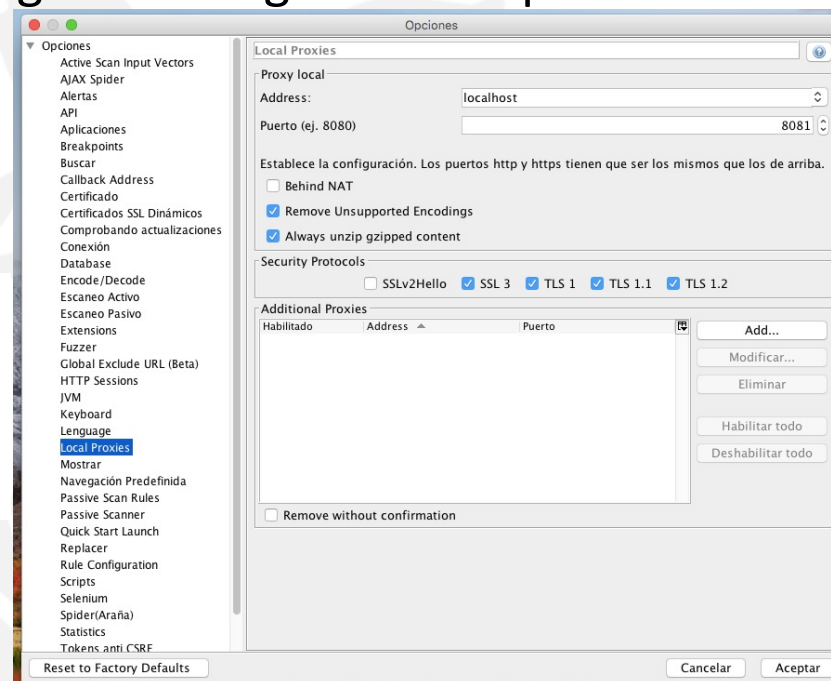 Opciones
Opciones
Active Scan Input Vectors
AJAX Spider
Alertas
API
Aplicaciones
Breakpoints
Buscar
Callback Address
Certificado
Certificados SSL Dinámicos
Comprobando actualizaciones
Conexión
Database
Encode/Decode
Escaneo Activo
Escaneo Pasivo
Extensions
Fuzzer
Global Exclude URL (Beta)
HTTP Sessions
JVM
Keyboard
Lenguage
Local Proxies
Mostrar
Navegación Predefinida
Passive Scan Rules
Passive Scanner
Quick Start Launch
Replacer
Rule Configuration
Scripts
Selenium
Spider(Araña)
Statistics
Tokens anti CSRF
Local Proxies
Proxy local
Address: localhost
Puerto (ej. 8080) 8081
Establece la configuración. Los puertos http y https tienen que ser los mismos que los de arriba.
Behind NAT
Remove Unsupported Encodings
Always unzip gzipped content
Security Protocols
SSLv2Hello SSL 3 TLS 1 TLS 1.1 TLS 1.2
Additional Proxies
Habilitado Address Puerto
Add...
Modificar...
Eliminar
Habilitar todo
Deshabilitar todo
Remove without confirmation
Reset to Factory Defaults Cancelar Aceptar